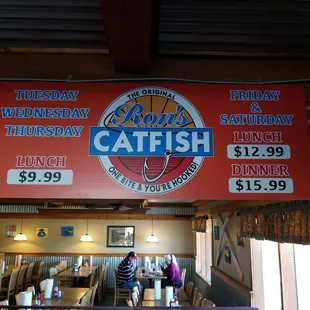 TUESDAY
WEDNESDAY
THURSDAY
LUNCH
$9.99
THE ORIGINAL
Ron's
CATFISH
ONE BITE & YOU'RE HOOKED!
FRIDAY
&
SATURDAY
LUNCH
$12.99
DINNER
$15.99